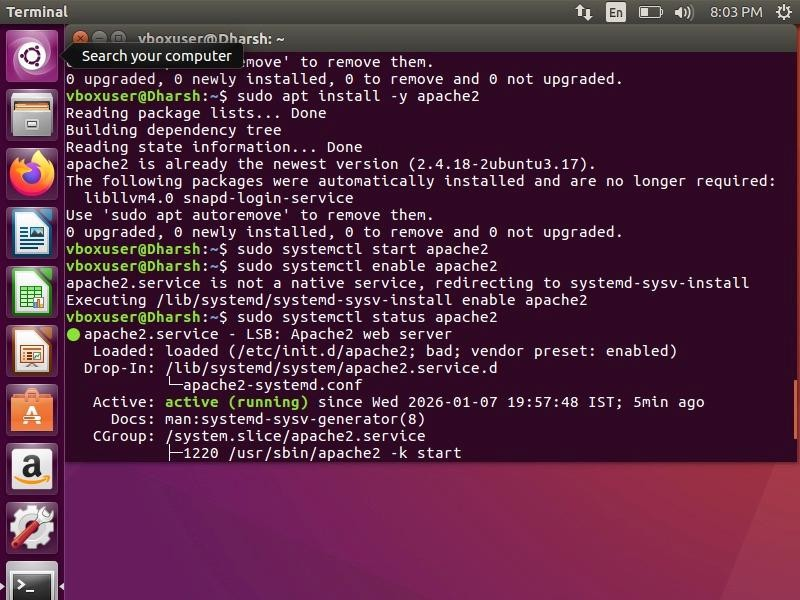 Terminal
En
8:03 PM
vboxuser@Dharsh: ~
Search your computer
move' to remove them.
0 upgraded, 0 newly installed, 0 to remove and 0 not upgraded.
vboxuser@Dharsh:~$ sudo apt install -y apache2
Reading package lists... Done
Building dependency tree
Reading state information... Done
apache2 is already the newest version (2.4.18-2ubuntu3.17).
The following packages were automatically installed and are no longer required:
  libllvm4.0 snapd-login-service
Use 'sudo apt autoremove' to remove them.
0 upgraded, 0 newly installed, 0 to remove and 0 not upgraded.
vboxuser@Dharsh:~$ sudo systemctl start apache2
vboxuser@Dharsh:~$ sudo systemctl enable apache2
apache2.service is not a native service, redirecting to systemd-sysv-install
Executing /lib/systemd/systemd-sysv-install enable apache2
vboxuser@Dharsh:~$ sudo systemctl status apache2
● apache2.service - LSB: Apache2 web server
   Loaded: loaded (/etc/init.d/apache2; bad; vendor preset: enabled)
  Drop-In: /lib/systemd/system/apache2.service.d
           └─apache2-systemd.conf
   Active: active (running) since Wed 2026-01-07 19:57:48 IST; 5min ago
     Docs: man:systemd-sysv-generator(8)
   CGroup: /system.slice/apache2.service
           ├─1220 /usr/sbin/apache2 -k start